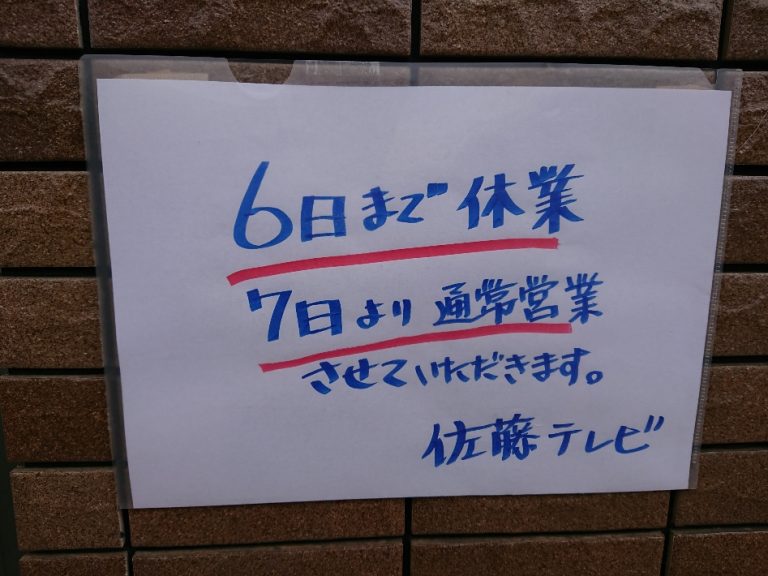 6日まで休業
7日より通常営業
させていただきます。
佐藤テレビ